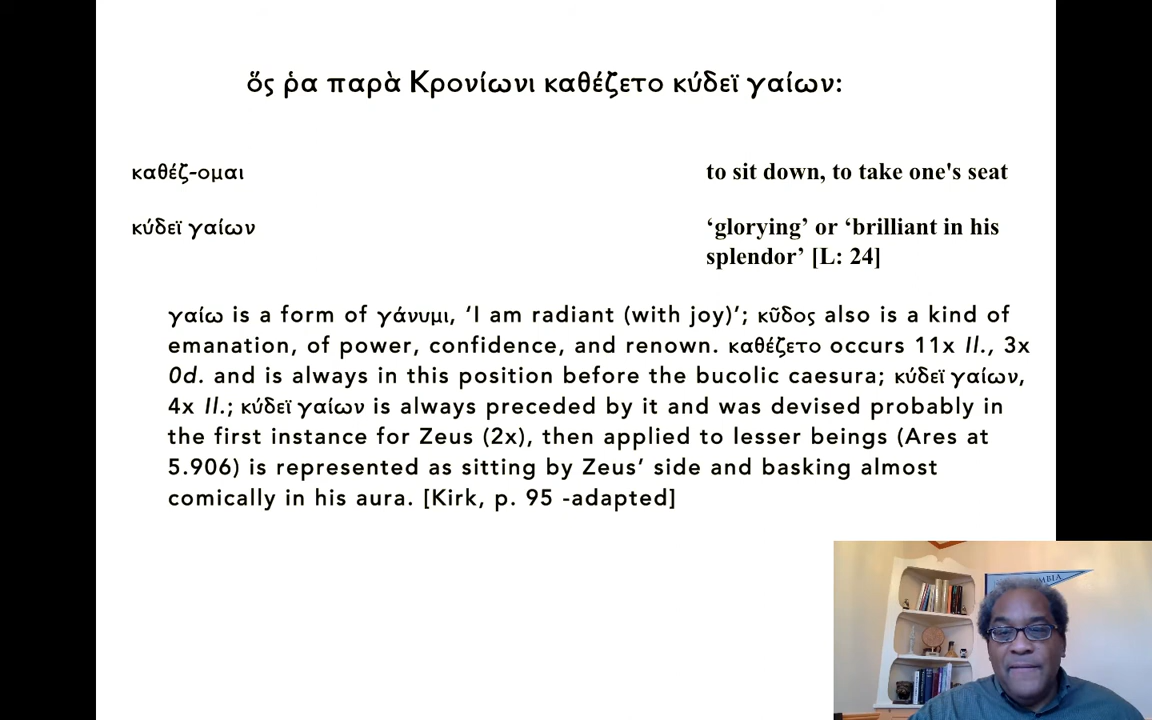 ὅς ῥα παρὰ Κρονίωνι καθέζετο κύδεϊ γαίων:
καθέζ-ομαι
to sit down, to take one's seat
κύδεϊ γαίων
‘glorying’ or ‘brilliant in his
splendor’ [L: 24]
γαίω is a form of γάνυμι, ‘I am radiant (with joy)’; κῦδος also is a kind of
emanation, of power, confidence, and renown. καθέζετο occurs 11x Il., 3x
0d. and is always in this position before the bucolic caesura; κύδεϊ γαίων,
4x Il.; κύδεϊ γαίων is always preceded by it and was devised probably in
the first instance for Zeus (2x), then applied to lesser beings (Ares at
5.906) is represented as sitting by Zeus’ side and basking almost
comically in his aura. [Kirk, p. 95 -adapted]